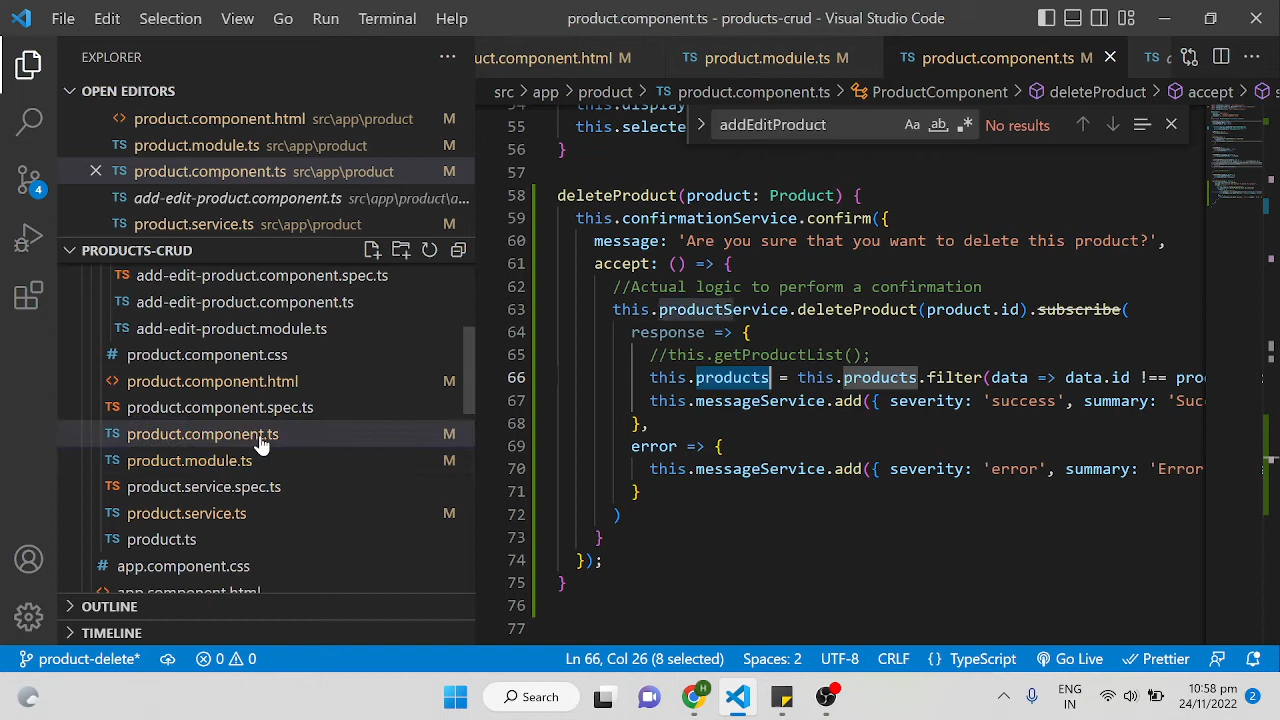 File Edit Selection View Go Run Terminal Help product.component.ts - products-crud - Visual Studio Code
EXPLORER
OPEN EDITORS
product.component.html src\app\product M
product.module.ts src\app\product M
product.component.ts src\app\product M
add-edit-product.component.ts src\app\product\a...
product.service.ts src\app\product M
PRODUCTS-CRUD
add-edit-product.component.spec.ts
add-edit-product.component.ts
add-edit-product.module.ts
product.component.css
product.component.html M
product.component.spec.ts
product.component.ts M
product.module.ts M
product.service.spec.ts
product.service.ts M
product.ts
app.component.css
app.component.html
OUTLINE
TIMELINE
4
ct.component.html M product.module.ts M product.component.ts M TS
src > app > product > TS product.component.ts > ProductComponent > deleteProduct > accept >
addEditProduct Aa ab No results
54 this.display
55 this.selecte
56 }
57
58 deleteProduct(product: Product) {
59 this.confirmationService.confirm({
60 message: 'Are you sure that you want to delete this product?',
61 accept: () => {
62 //Actual logic to perform a confirmation
63 this.productService.deleteProduct(product.id).subscribe(
64 response => {
65 //this.getProductList();
66 this.products = this.products.filter(data => data.id !== pro
67 this.messageService.add({ severity: 'success', summary: 'Suc
68 },
69 error => {
70 this.messageService.add({ severity: 'error', summary: 'Error
71 }
72 )
73 }
74 });
75 }
76
77
product-delete* 0 0 Ln 66, Col 26 (8 selected) Spaces: 2 UTF-8 CRLF {} TypeScript Go Live Prettier
Search
ENG
IN
10:58 pm
24/11/2022
2